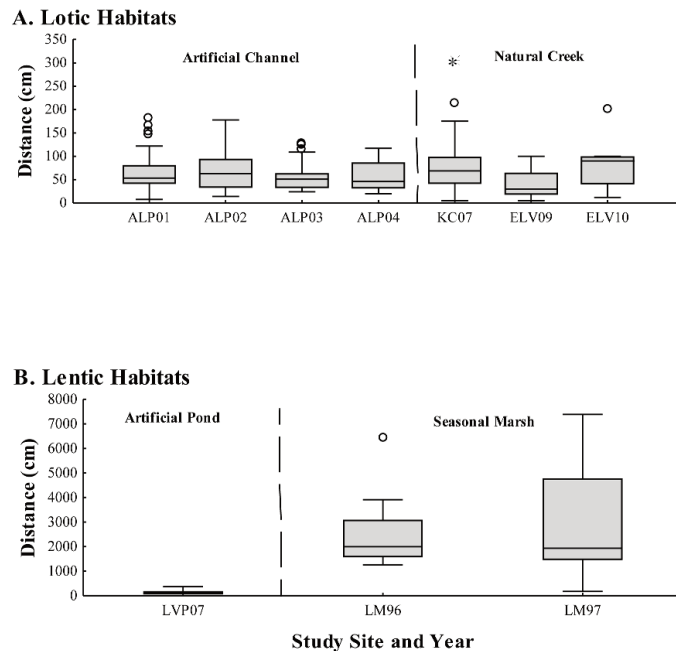 A. Lotic Habitats
350
300
250
200
150
100
50
0
Distance (cm)
Artificial Channel
Natural Creek
*
ALP01 ALP02 ALP03 ALP04 KC07 ELV09 ELV10
B. Lentic Habitats
8000
7000
6000
5000
4000
3000
2000
1000
0
Distance (cm)
Artificial Pond
Seasonal Marsh
LVP07 LM96 LM97
Study Site and Year